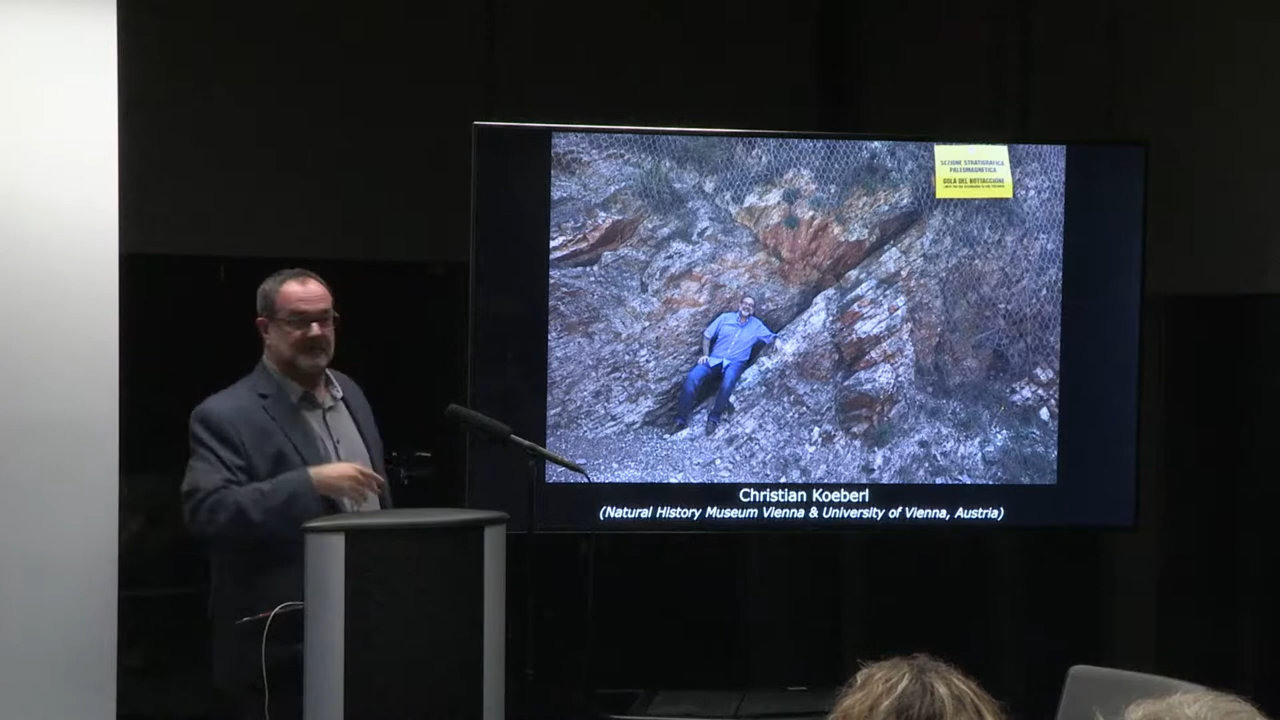 SEZIONE STRATIGRAFICA
PALEOMAGNETICA
GOLA DEL BOTTACCIONE
Christian Koeberl
(Natural History Museum Vienna & University of Vienna, Austria)